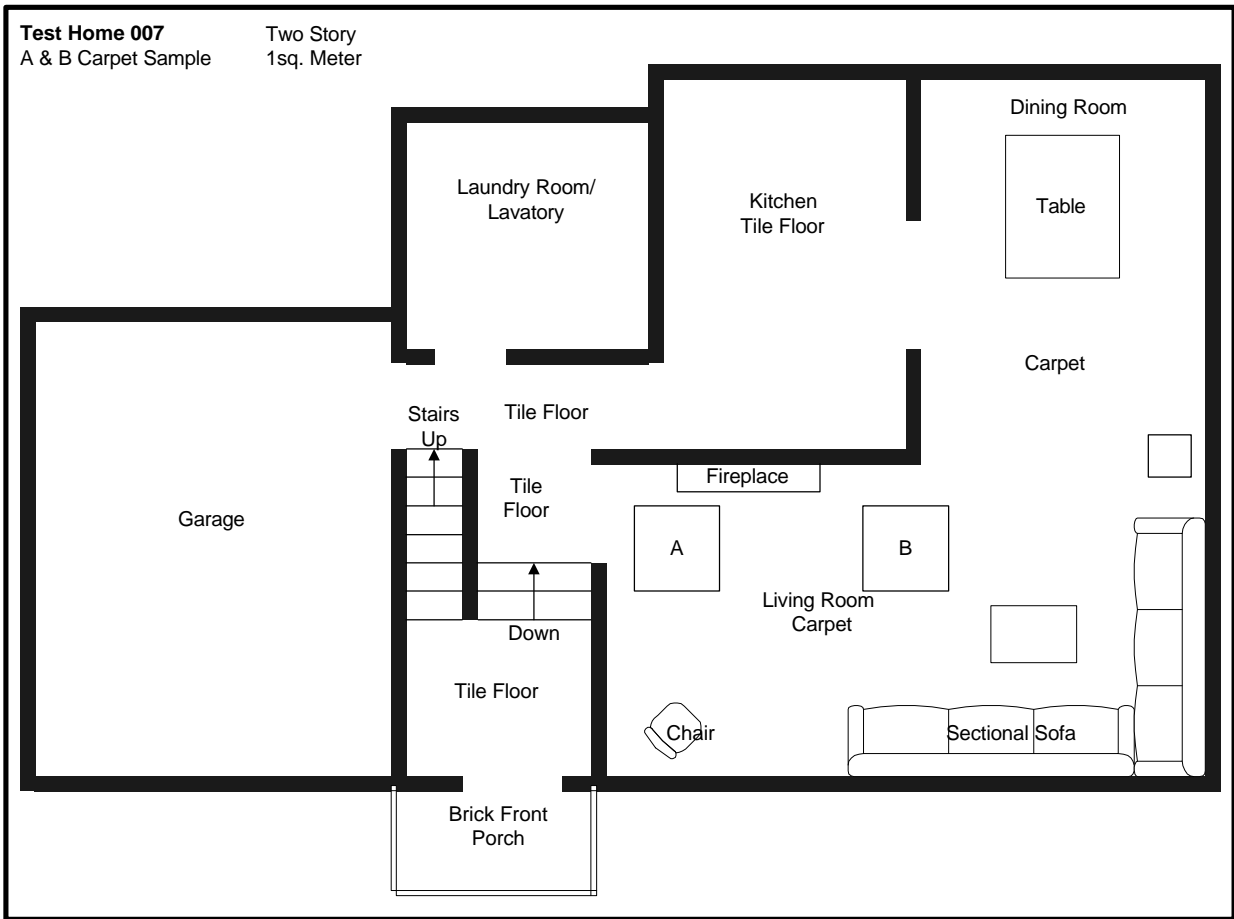 Test Home 007
Two Story
A & B Carpet Sample
1sq. Meter
Dining Room
Laundry Room/
Lavatory
Kitchen
Tile Floor
Table
Carpet
Stairs
Up
Tile Floor
Fireplace
Tile
Floor
Garage
A
B
Living Room
Carpet
Down
Tile Floor
Chair
Sectional Sofa
Brick Front
Porch